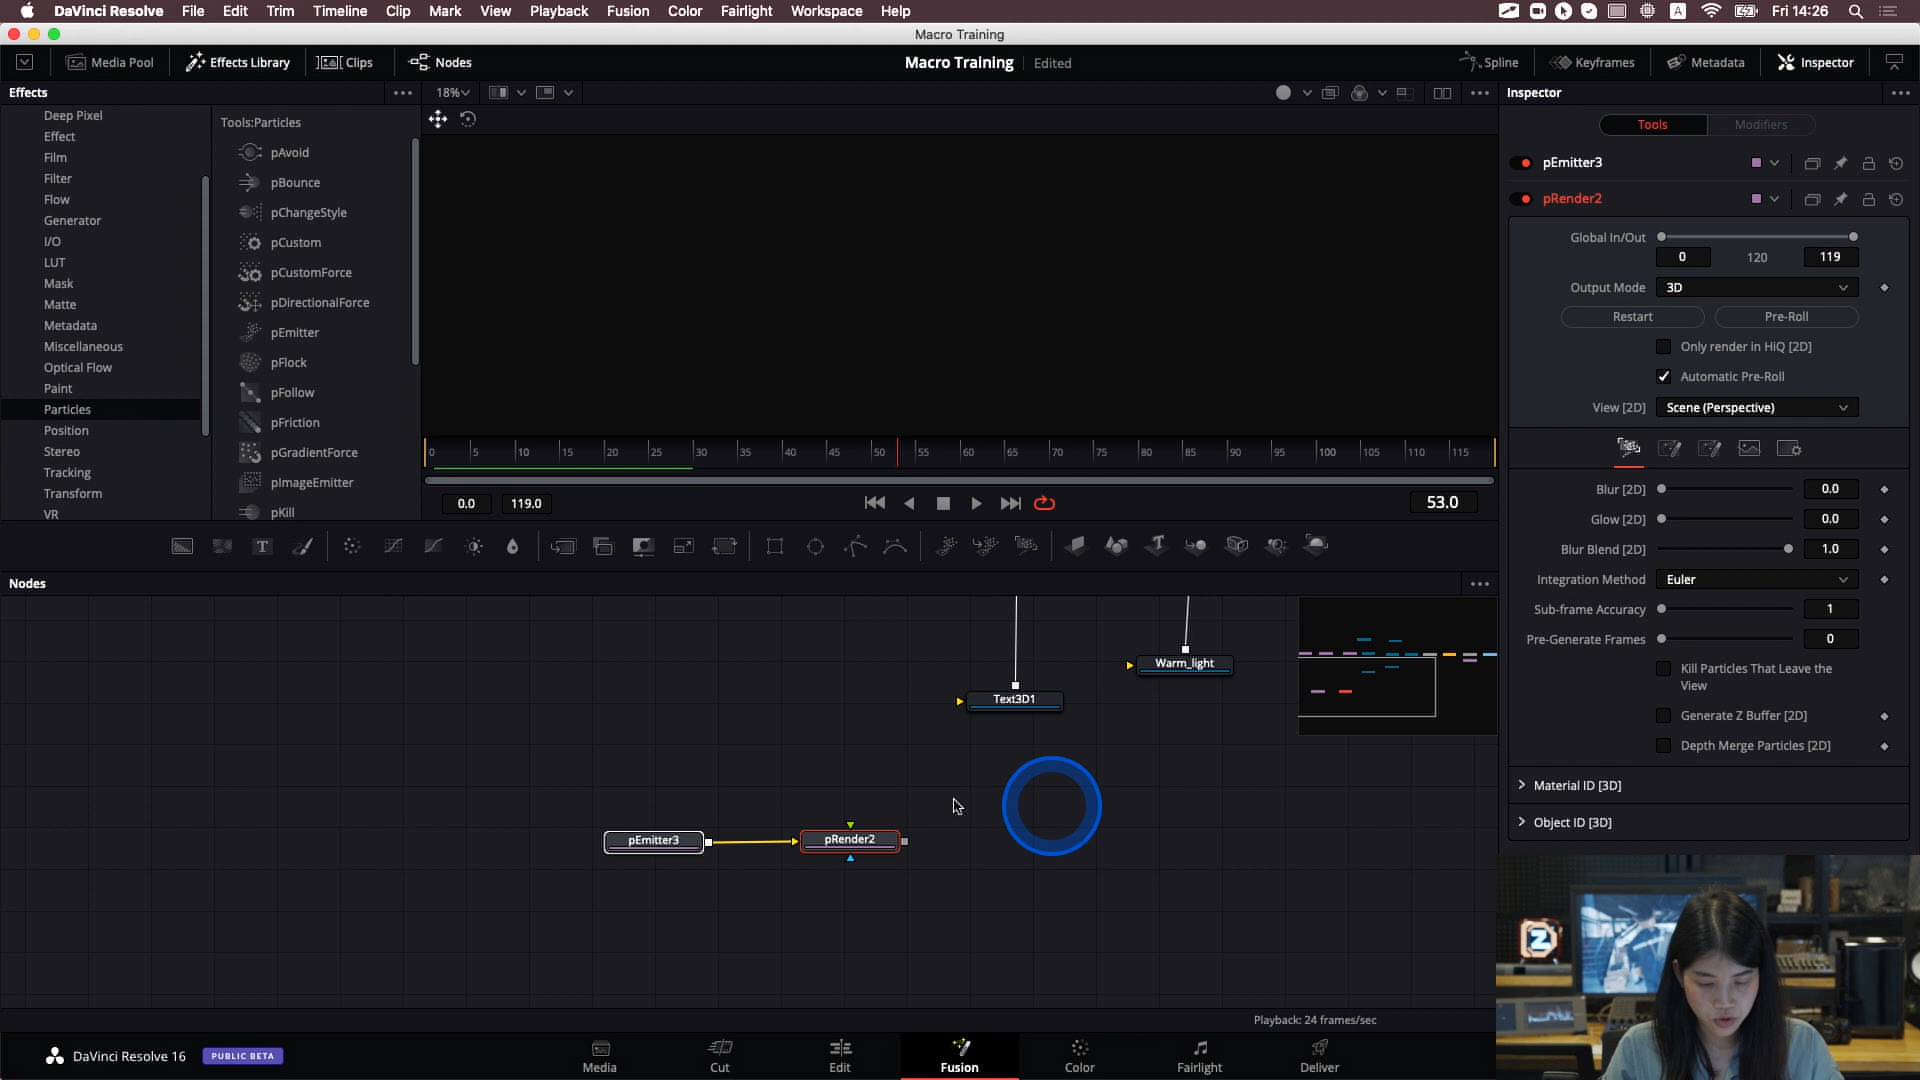 DaVinci Resolve File Edit Trim Timeline Clip Mark View Playback Fusion Color Fairlight Workspace Help A Fri 14:26
Macro Training
Media Pool Effects Library Clips Nodes Macro Training Edited Spline Keyframes Metadata Inspector
Effects
18%
Inspector
Deep Pixel
Effect
Film
Filter
Flow
Generator
I/O
LUT
Mask
Matte
Metadata
Miscellaneous
Optical Flow
Paint
Particles
Position
Stereo
Tracking
Transform
VR
Tools:Particles
pAvoid
pBounce
pChangeStyle
pCustom
pCustomForce
pDirectionalForce
pEmitter
pFlock
pFollow
pFriction
pGradientForce
pImageEmitter
pKill
0 5 10 15 20 25 30 35 40 45 50 55 60 65 70 75 80 85 90 95 100 105 110 115
0.0 119.0 53.0
T
Tools Modifiers
pEmitter3
pRender2
Global In/Out
0 120 119
Output Mode 3D
Restart Pre-Roll
Only render in HiQ [2D]
Automatic Pre-Roll
View [2D] Scene (Perspective)
Blur [2D] 0.0
Glow [2D] 0.0
Blur Blend [2D] 1.0
Integration Method Euler
Sub-frame Accuracy 1
Pre-Generate Frames 0
Kill Particles That Leave the
View
Generate Z Buffer [2D]
Depth Merge Particles [2D]
Material ID [3D]
Object ID [3D]
Nodes
Warm_light
Text3D1
pEmitter3
pRender2
Playback: 24 frames/sec
DaVinci Resolve 16 PUBLIC BETA
Media Cut Edit Fusion Color Fairlight Deliver
Z